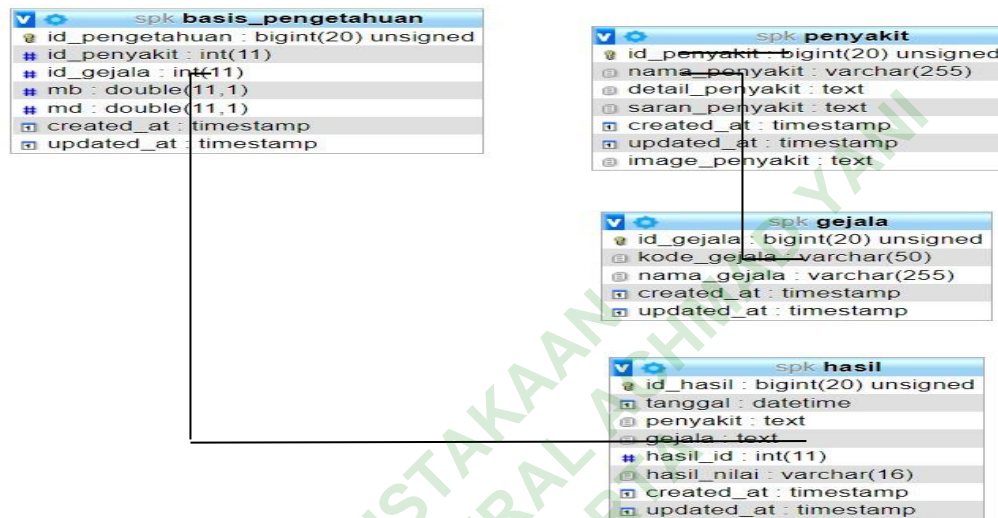 spk basis_pengetahuan
id_pengetahuan : bigint(20) unsigned
id_penyakit : int(11)
id_gejala : int(11)
mb : double(11,1)
md : double(11,1)
created_at : timestamp
updated_at : timestamp
spk penyakit
id_penyakit : bigint(20) unsigned
nama_penyakit : varchar(255)
detail_penyakit : text
saran_penyakit : text
created_at : timestamp
updated_at : timestamp
image_penyakit : text
spk gejala
id_gejala : bigint(20) unsigned
kode_gejala : varchar(50)
nama_gejala : varchar(255)
created_at : timestamp
updated_at : timestamp
spk hasil
id_hasil : bigint(20) unsigned
tanggal : datetime
penyakit : text
gejala : text
hasil_id : int(11)
hasil_nilai : varchar(16)
created_at : timestamp
updated_at : timestamp
YANI